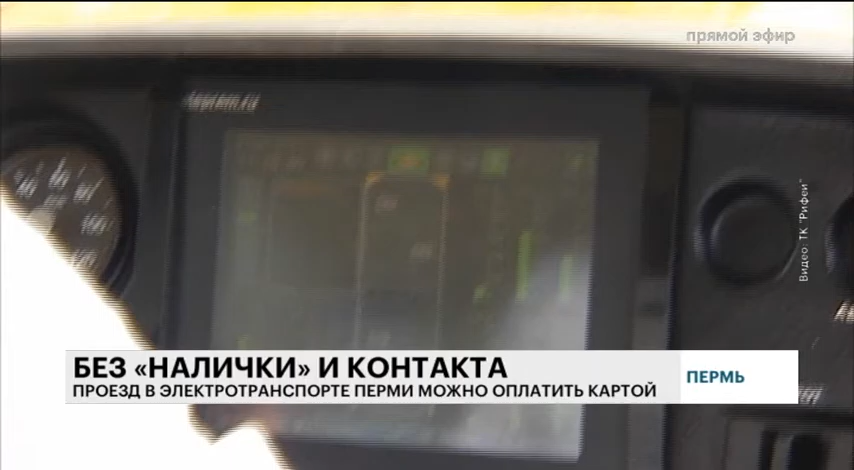 прямой эфир
Видео: ТК "Рифей"
БЕЗ «НАЛИЧКИ» И КОНТАКТА
ПРОЕЗД В ЭЛЕКТРОТРАНСПОРТЕ ПЕРМИ МОЖНО ОПЛАТИТЬ КАРТОЙ
ПЕРМЬ